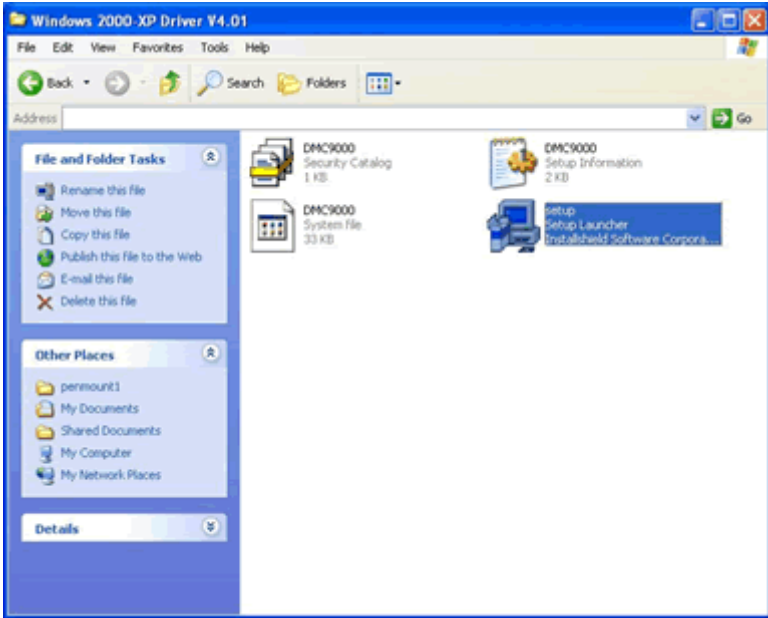 Windows 2000-XP Driver V4.01
File Edit View Favorites Tools Help
Back Search Folders
Address Go
File and Folder Tasks
Rename this file
Move this file
Copy this file
Publish this file to the Web
E-mail this file
Delete this file
Other Places
penmount1
My Documents
Shared Documents
My Computer
My Network Places
Details
DMC9000
Security Catalog
1 KB
DMC9000
Setup Information
2 KB
DMC9000
System file
33 KB
setup
Setup Launcher
InstallShield Software Corpora...